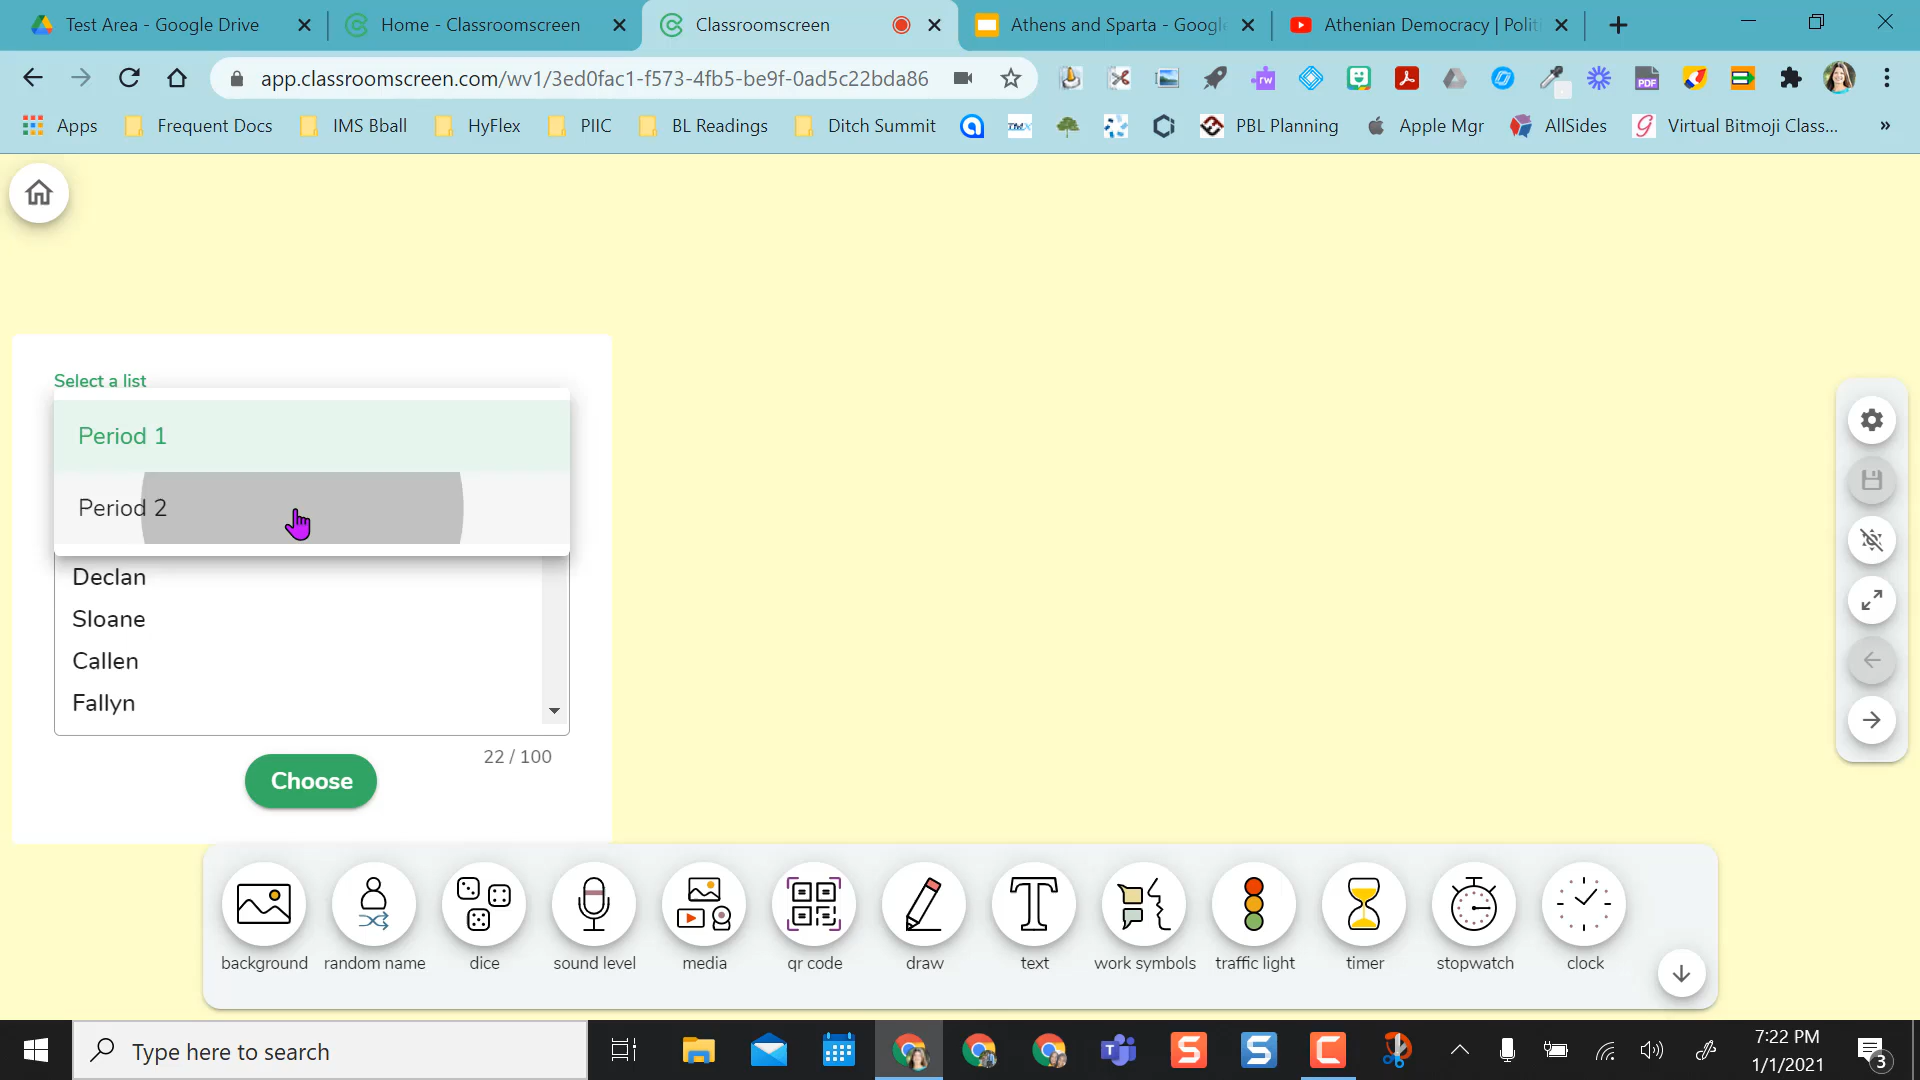 Test Area - Google Drive
Home - Classroomscreen
Classroomscreen
Athens and Sparta - Google
Athenian Democracy | Polit
app.classroomscreen.com/wv1/3ed0fac1-f573-4fb5-be9f-0ad5c22bda86
rw
PDF
Apps
Frequent Docs
IMS Bball
HyFlex
PIIC
BL Readings
Ditch Summit
PBL Planning
Apple Mgr
AllSides
Virtual Bitmoji Class...
»
Select a list
Period 1
Period 2
Declan
Sloane
Callen
Fallyn
22 / 100
Choose
background
random name
dice
sound level
media
qr code
draw
text
work symbols
traffic light
timer
stopwatch
clock
Type here to search
7:22 PM
1/1/2021
3